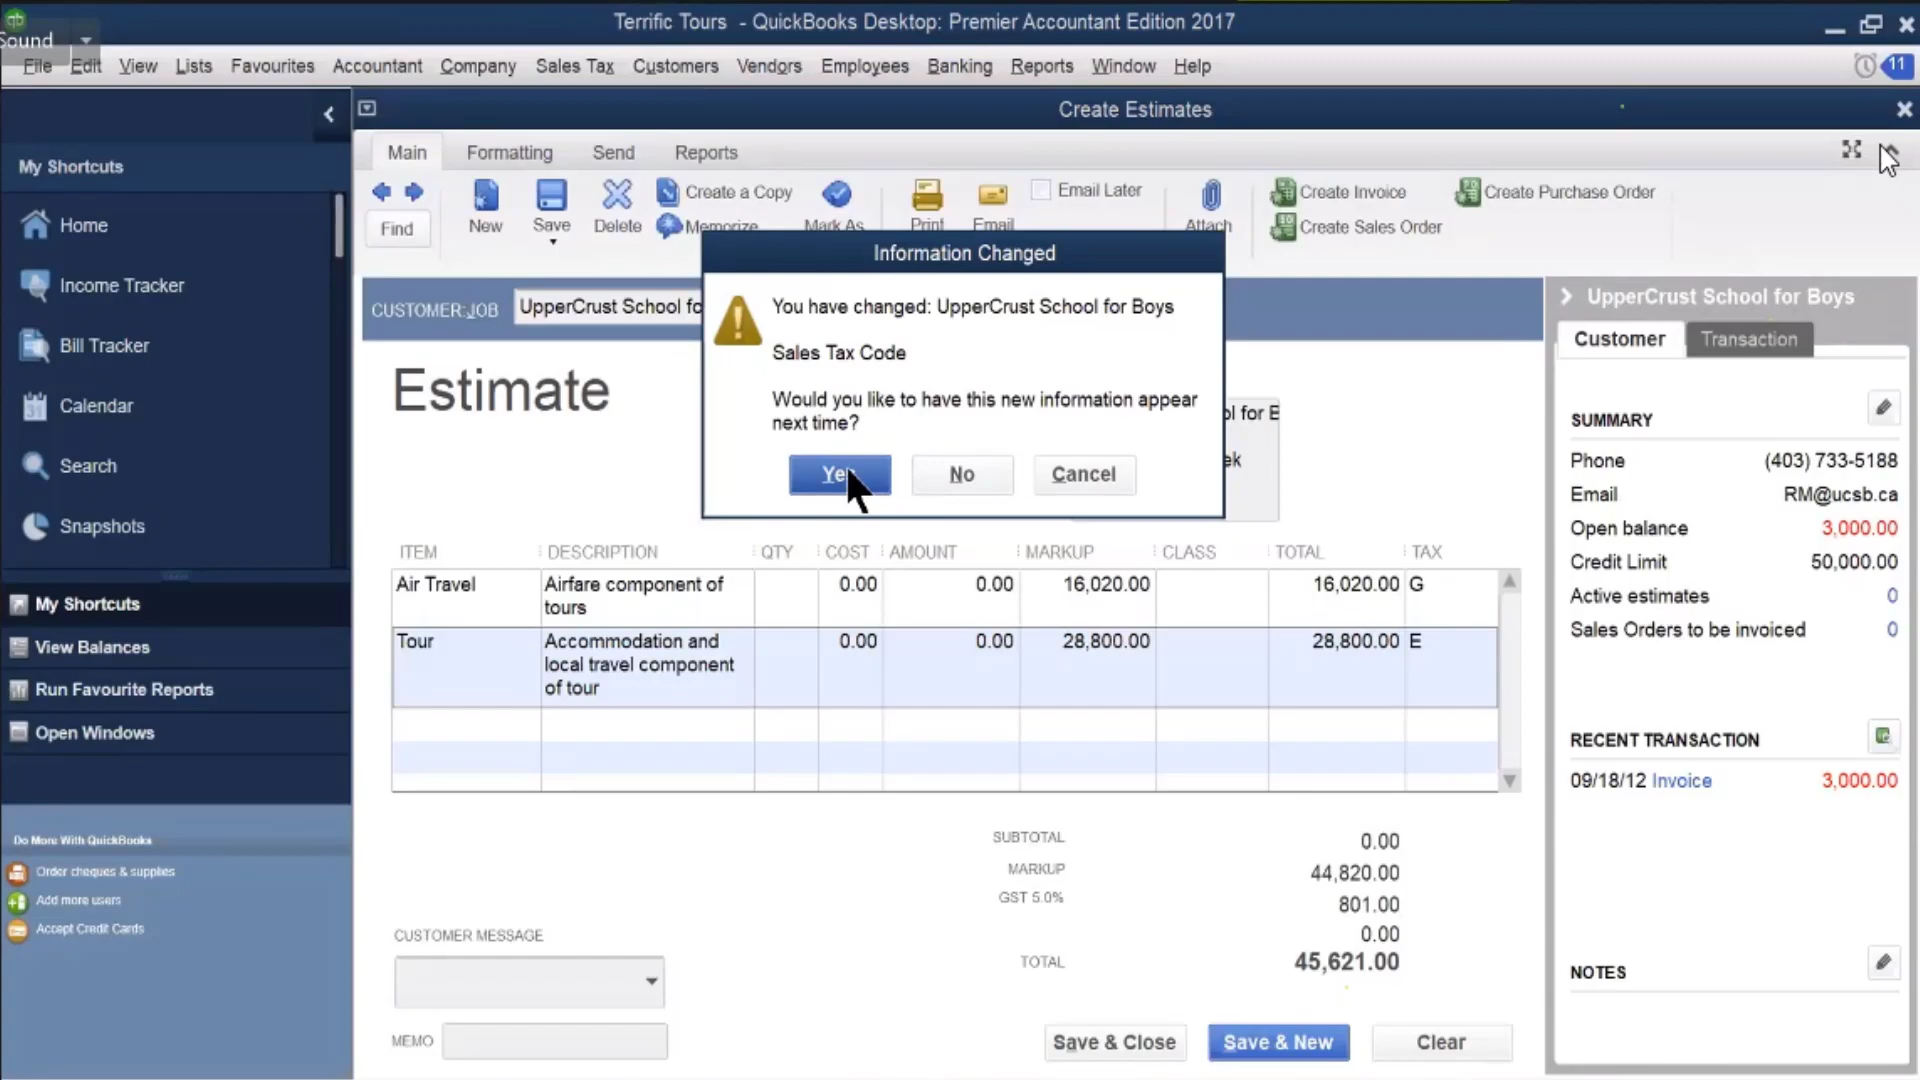 Terrific Tours - QuickBooks Desktop: Premier Accountant Edition 2017
Sound
File Edit View Lists Favourites Accountant Company Sales Tax Customers Vendors Employees Banking Reports Window Help
11
Create Estimates
My Shortcuts
Home
Income Tracker
Bill Tracker
Calendar
Search
Snapshots
My Shortcuts
View Balances
Run Favourite Reports
Open Windows
Do More With QuickBooks
Order cheques & supplies
Add more users
Accept Credit Cards
Main Formatting Send Reports
Find
New
Save
Delete
Create a Copy
Memorize
Mark As
Print
Email
Email Later
Attach
Create Invoice
Create Sales Order
Create Purchase Order
CUSTOMER:JOB UpperCrust School fo
Information Changed
You have changed: UpperCrust School for Boys
Sales Tax Code
Would you like to have this new information appear
next time?
Yes No Cancel
Estimate
ol for B
ek
ITEM DESCRIPTION QTY COST AMOUNT MARKUP CLASS TOTAL TAX
Air Travel Airfare component of 0.00 0.00 16,020.00 16,020.00 G
tours
Tour Accommodation and 0.00 0.00 28,800.00 28,800.00 E
local travel component
of tour
SUBTOTAL 0.00
MARKUP 44,820.00
GST 5.0% 801.00
0.00
TOTAL 45,621.00
CUSTOMER MESSAGE
MEMO
Save & Close Save & New Clear
UpperCrust School for Boys
Customer Transaction
SUMMARY
Phone (403) 733-5188
Email RM@ucsb.ca
Open balance 3,000.00
Credit Limit 50,000.00
Active estimates 0
Sales Orders to be invoiced 0
RECENT TRANSACTION
09/18/12 Invoice 3,000.00
NOTES